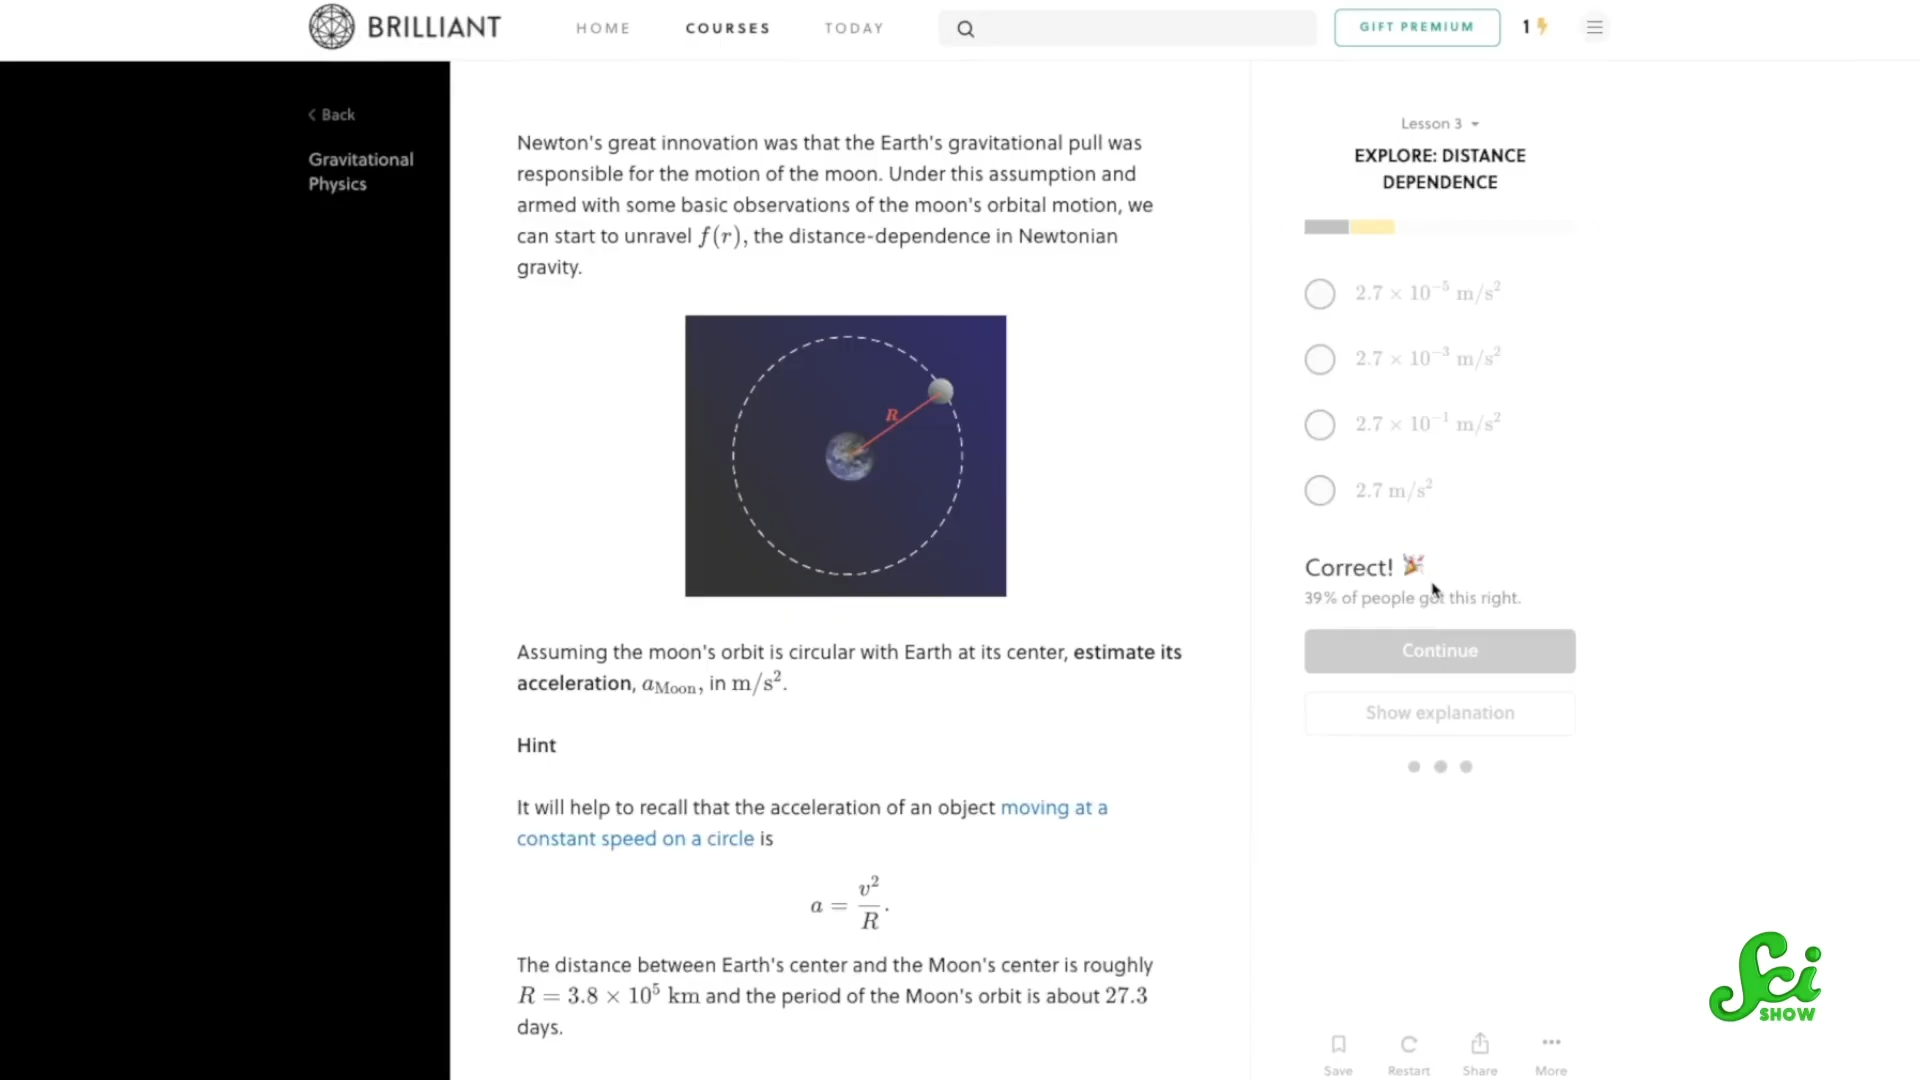 BRILLIANT
HOME
COURSES
TODAY
GIFT PREMIUM
1
Back
Gravitational
Physics
Newton's great innovation was that the Earth's gravitational pull was
responsible for the motion of the moon. Under this assumption and
armed with some basic observations of the moon's orbital motion, we
can start to unravel f(r), the distance-dependence in Newtonian
gravity.
R
Assuming the moon's orbit is circular with Earth at its center, estimate its
acceleration, a_Moon, in m/s².
Hint
It will help to recall that the acceleration of an object moving at a
constant speed on a circle is
a = v²/R.
The distance between Earth's center and the Moon's center is roughly
R = 3.8 × 10⁵ km and the period of the Moon's orbit is about 27.3
days.
Lesson 3
EXPLORE: DISTANCE
DEPENDENCE
2.7 × 10⁻⁵ m/s²
2.7 × 10⁻³ m/s²
2.7 × 10⁻¹ m/s²
2.7 m/s²
Correct!
39% of people got this right.
Continue
Show explanation
Save
Restart
Share
More
Sci
SHOW